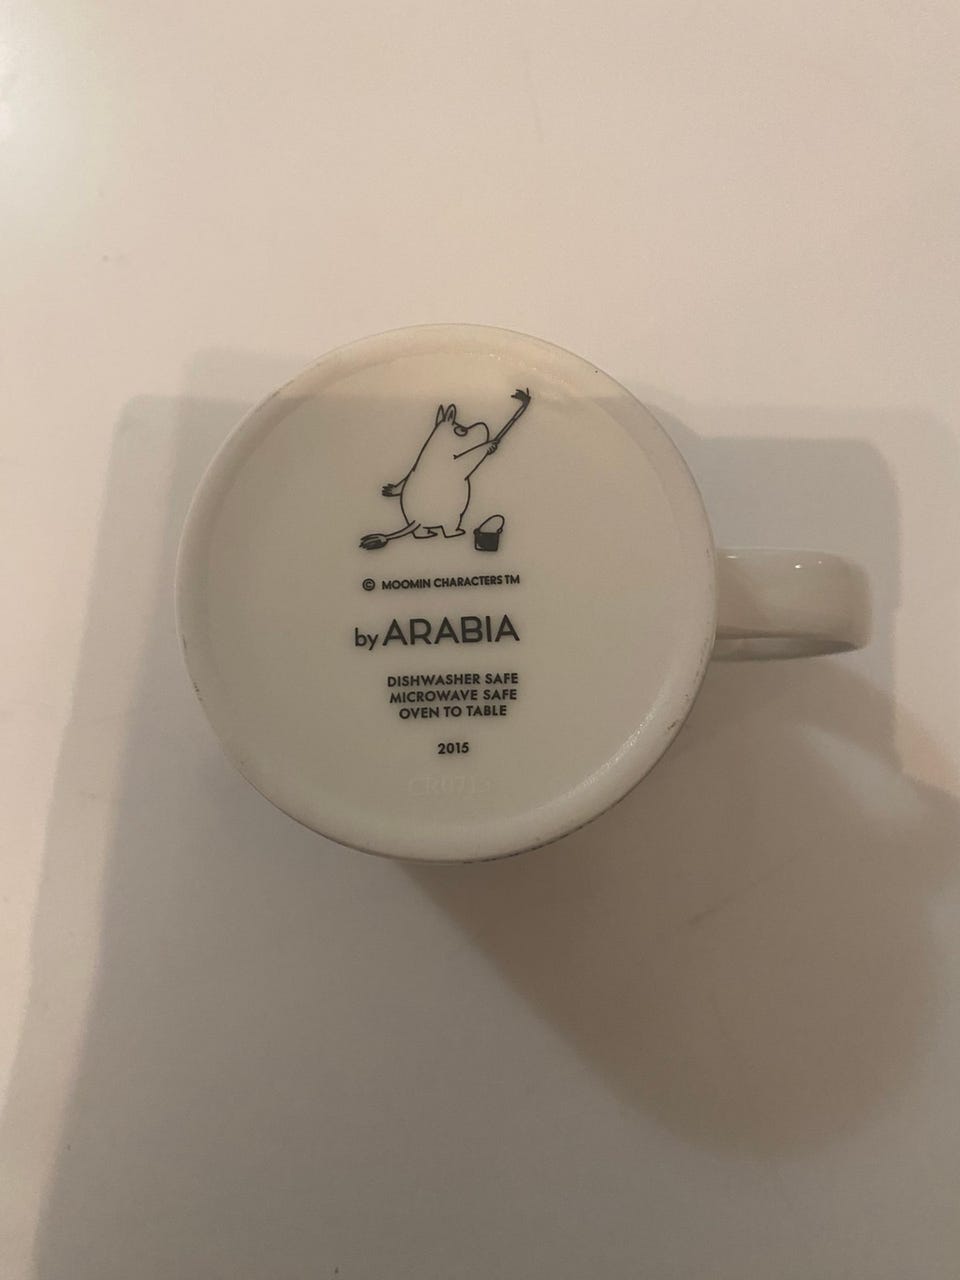 © MOOMIN CHARACTERS TM
by ARABIA
DISHWASHER SAFE
MICROWAVE SAFE
OVEN TO TABLE
2015